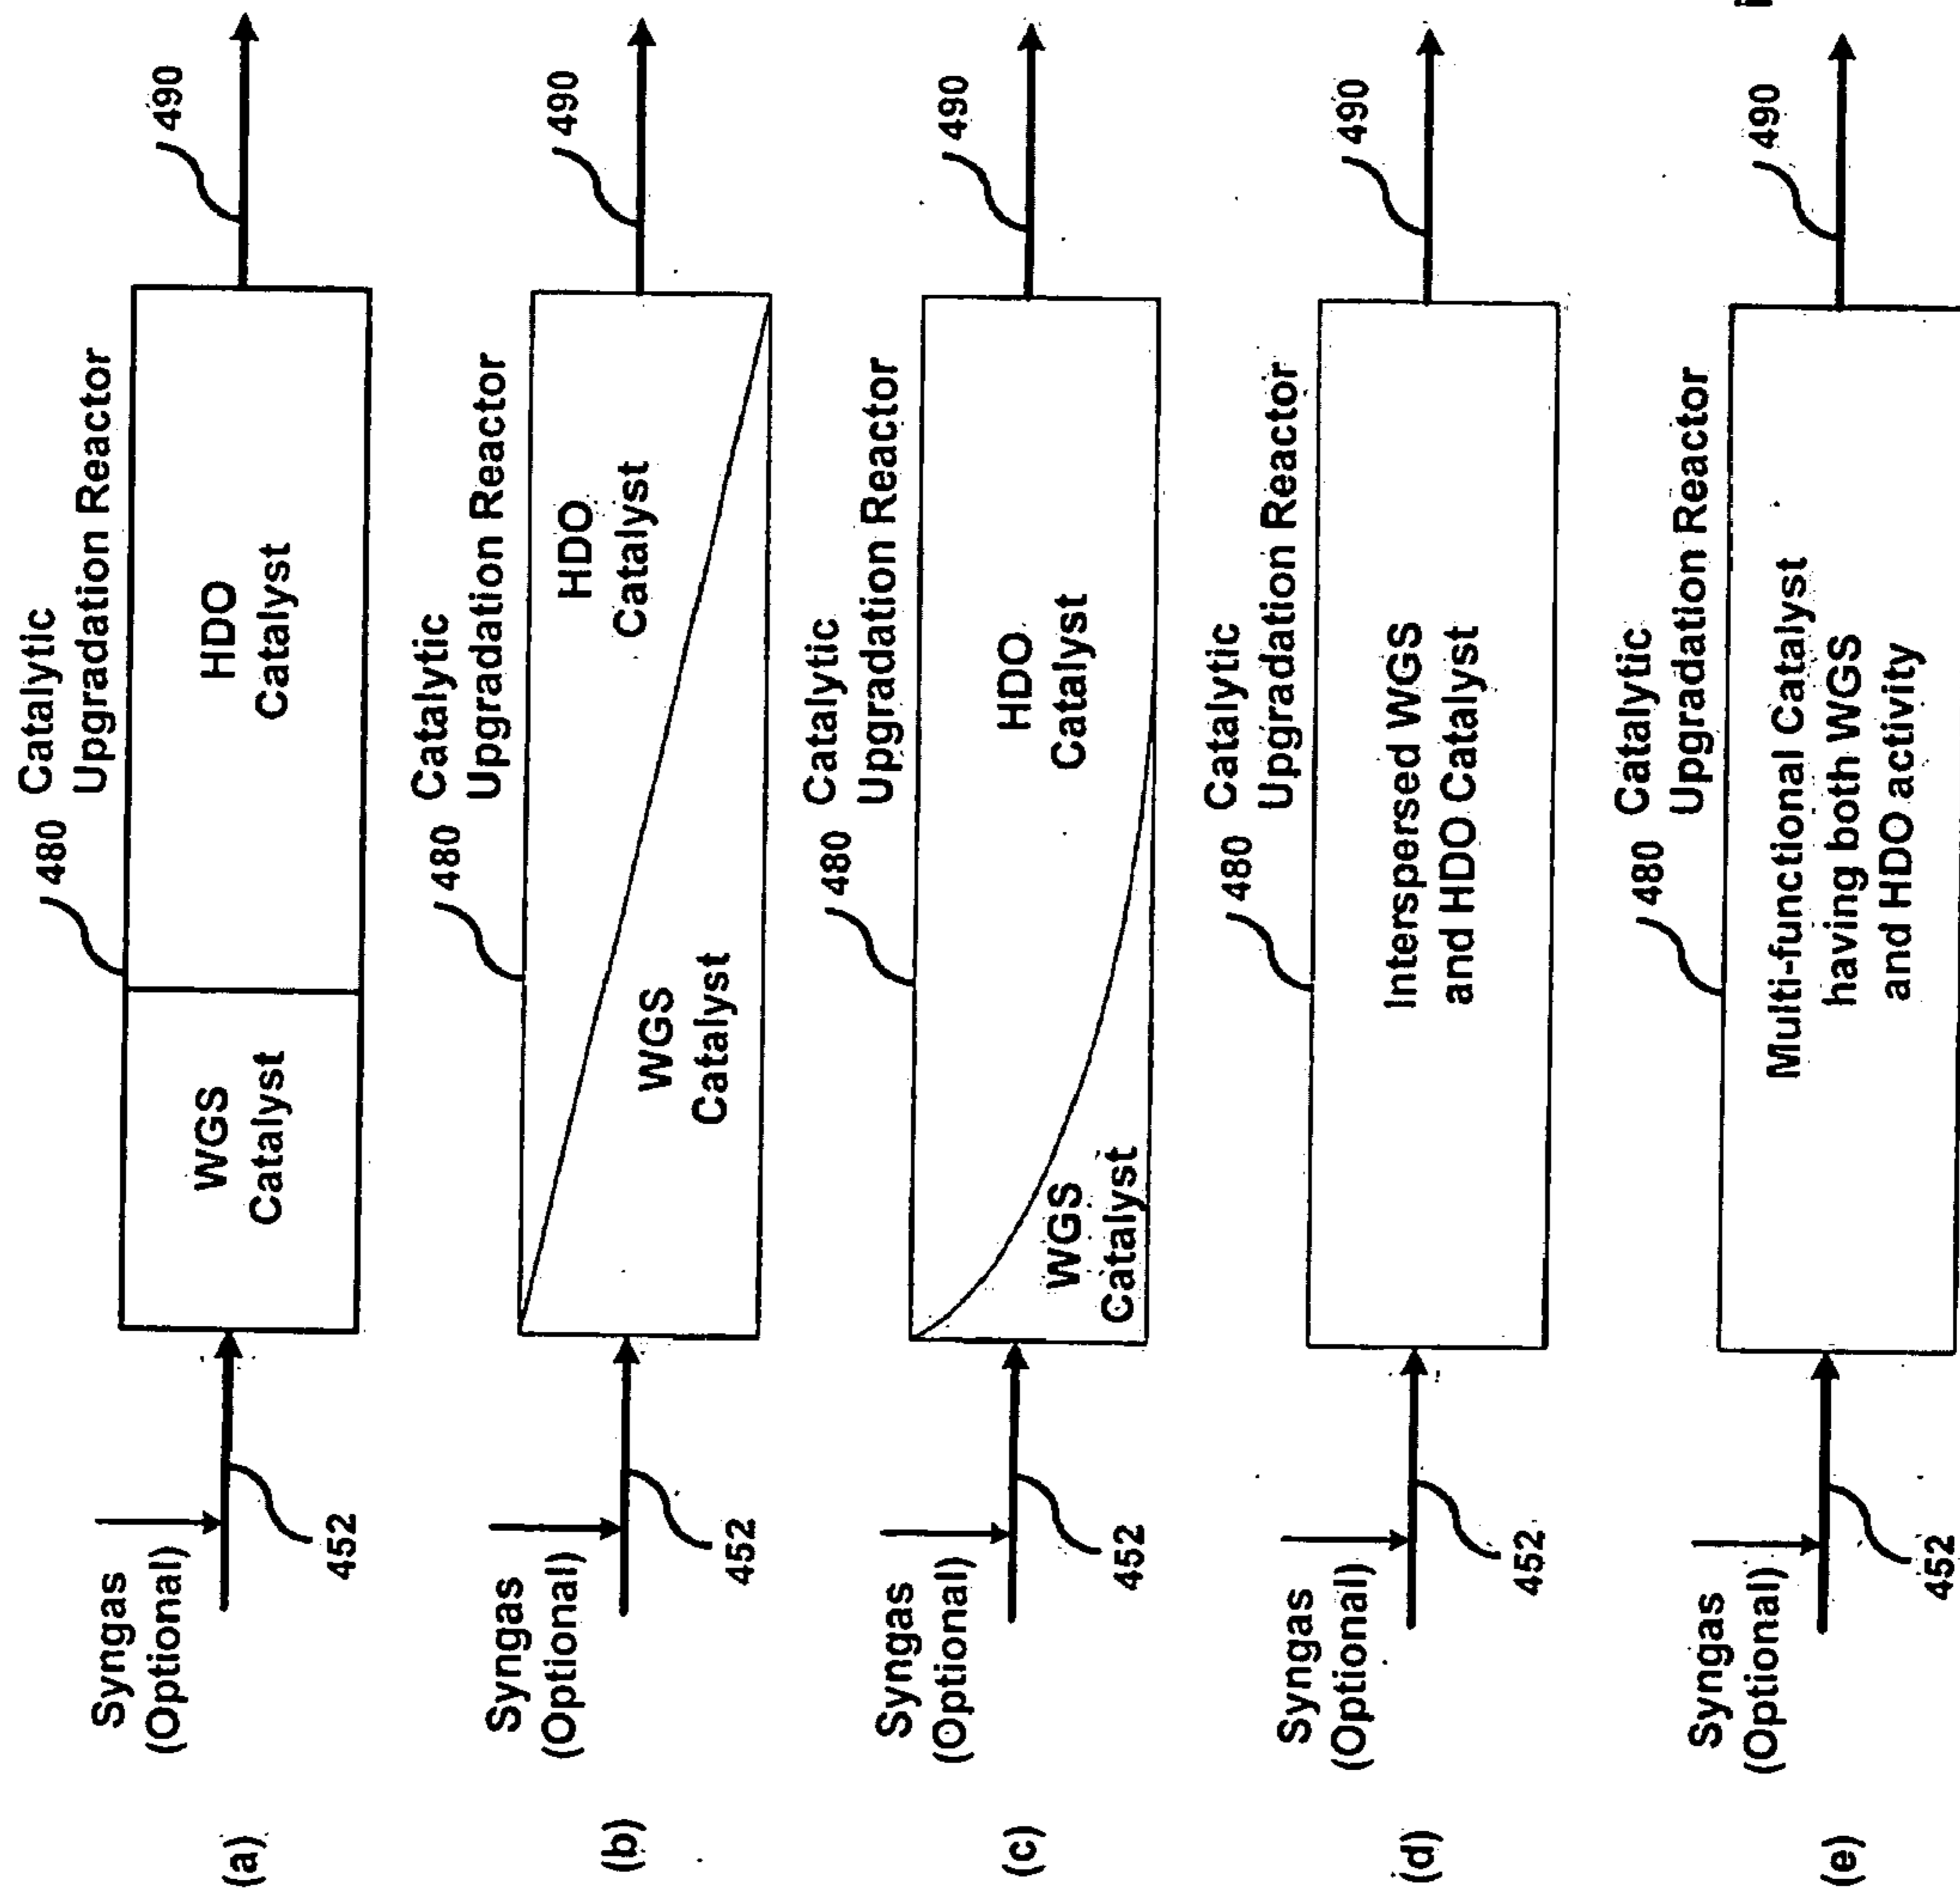 (a)
Syngas
(Optional)
452
480
Catalytic
Upgradation Reactor
WGS
Catalyst
HDO
Catalyst
490
(b)
Syngas
(Optional)
452
480
Catalytic
Upgradation Reactor
WGS
Catalyst
HDO
Catalyst
490
(c)
Syngas
(Optional)
452
480
Catalytic
Upgradation Reactor
WGS
Catalyst
HDO
Catalyst
490
(d)
Syngas
(Optional)
452
480
Catalytic
Upgradation Reactor
Interspersed WGS
and HDO Catalyst
490
(e)
Syngas
(Optional)
452
480
Catalytic
Upgradation Reactor
Multi-functional Catalyst
having both WGS
and HDO activity
490